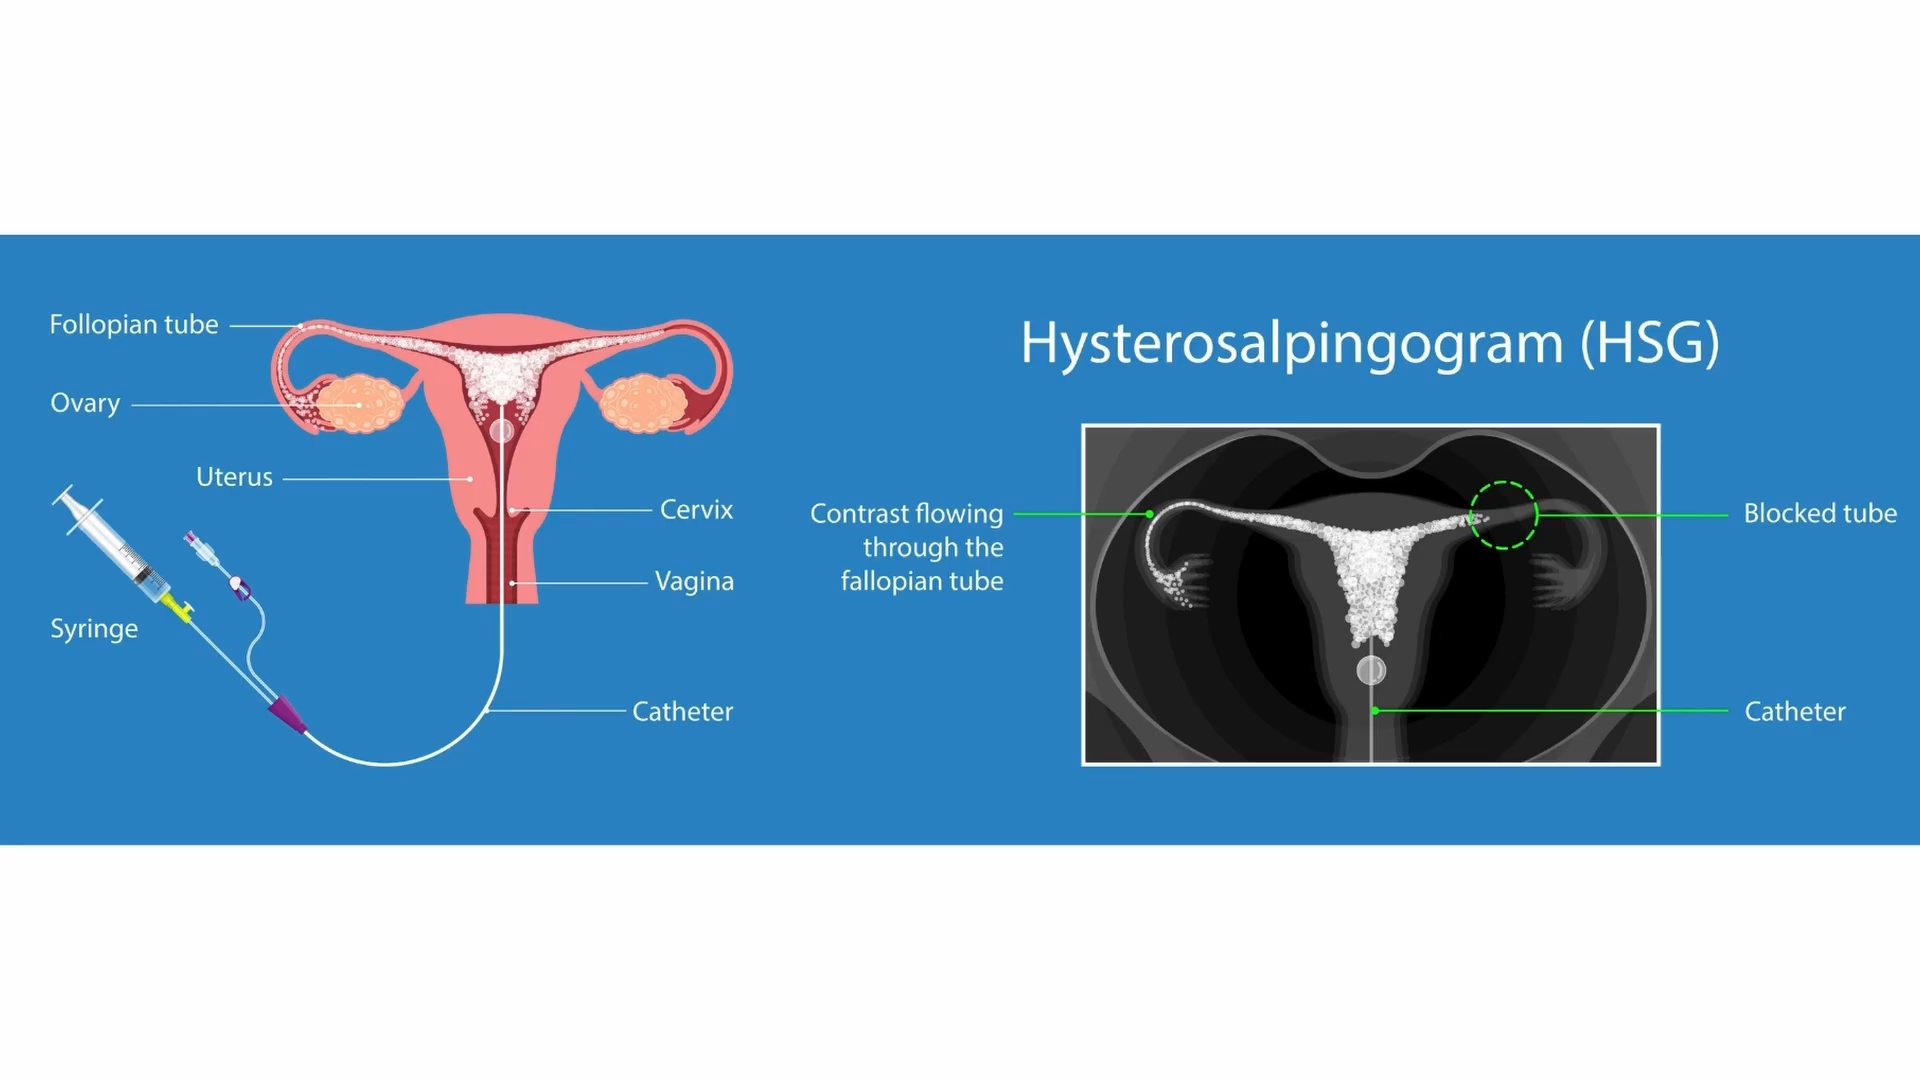 Follopian tube
Ovary
Uterus
Cervix
Vagina
Syringe
Catheter
Hysterosalpingogram (HSG)
Contrast flowing
through the
fallopian tube
Blocked tube
Catheter